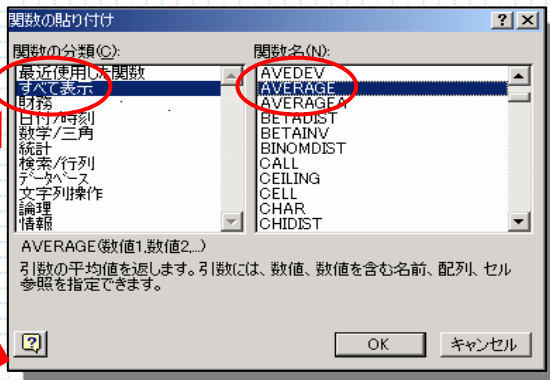 関数の貼り付け
関数の分類(C):
関数名(N):
最近使用した関数
すべて表示
財務
日付/時刻
数学/三角
統計
検索/行列
データベース
文字列操作
論理
情報
AVEDEV
AVERAGE
AVERAGEA
BETADIST
BETAINV
BINOMDIST
CALL
CEILING
CELL
CHAR
CHIDIST
AVERAGE(数値1,数値2,...)
引数の平均値を返します。引数には、数値、数値を含む名前、配列、セル
参照を指定できます。
OK
キャンセル